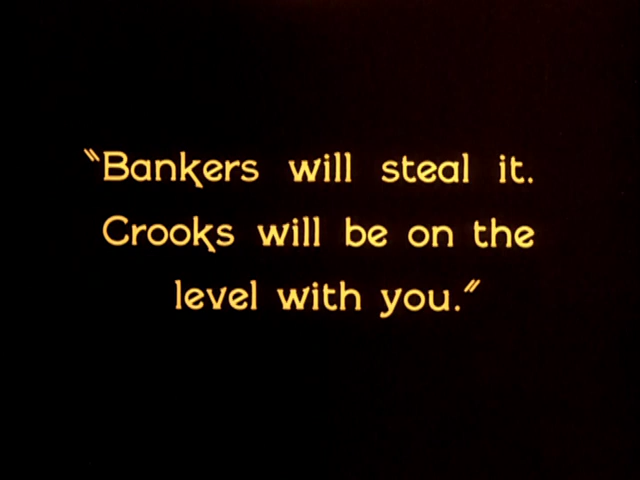 "Bankers will steal it.
Crooks will be on the
level with you."